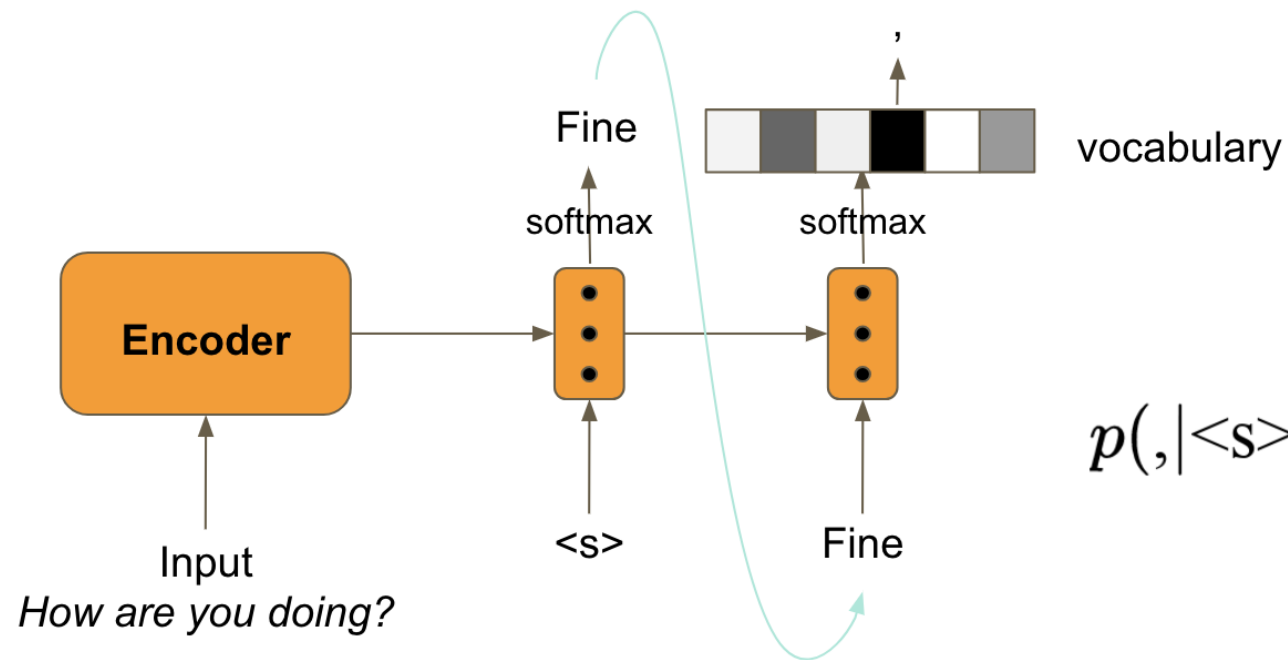 ,
Fine
vocabulary
softmax
softmax
Encoder
p(,|<s>
<s>
Fine
Input
How are you doing?